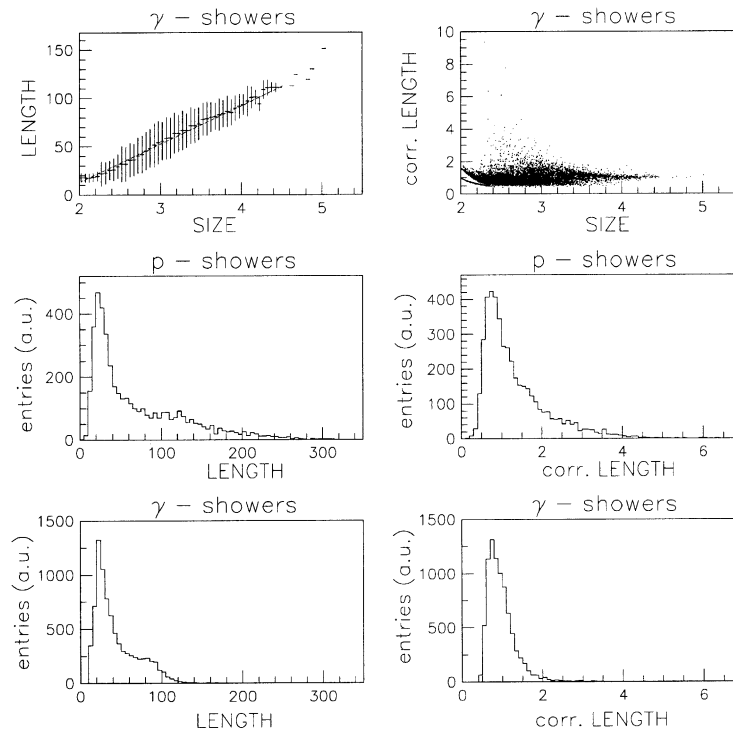 γ – showers
LENGTH
150
100
50
0
2
3
4
5
SIZE
γ – showers
corr. LENGTH
10
8
6
4
2
0
2
3
4
5
SIZE
p – showers
entries (a.u.)
400
200
0
0
100
200
300
LENGTH
p – showers
entries (a.u.)
400
300
200
100
0
0
2
4
6
corr. LENGTH
γ – showers
entries (a.u.)
1500
1000
500
0
0
100
200
300
LENGTH
γ – showers
entries (a.u.)
1500
1000
500
0
0
2
4
6
corr. LENGTH